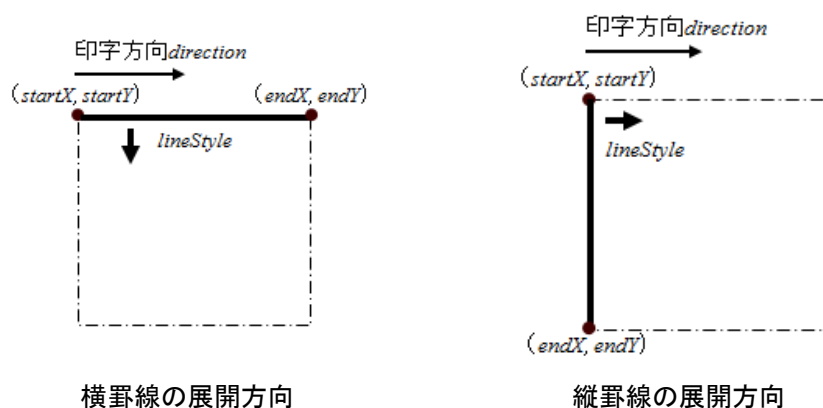 印字方向direction
(startX, startY)
(endX, endY)
lineStyle
横罫線の展開方向
印字方向direction
(startX, startY)
lineStyle
(endX, endY)
縦罫線の展開方向